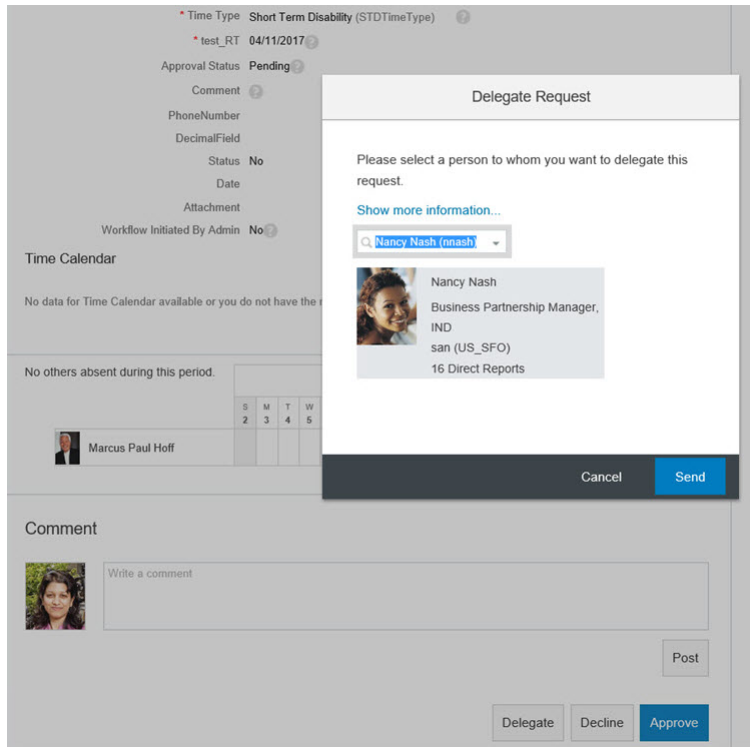 * Time Type Short Term Disability (STDTimeType) ?
* test_RT 04/11/2017 ?
Approval Status Pending ?
Comment ?
PhoneNumber
DecimalField
Status No
Date
Attachment
Workflow Initiated By Admin No ?
Time Calendar
No data for Time Calendar available or you do not have the
No others absent during this period.
S M T W
2 3 4 5
Marcus Paul Hoff
Delegate Request
Please select a person to whom you want to delegate this
request.
Show more information...
Nancy Nash (nnash)
Nancy Nash
Business Partnership Manager,
IND
san (US_SFO)
16 Direct Reports
Cancel Send
Comment
Write a comment
Post
Delegate Decline Approve